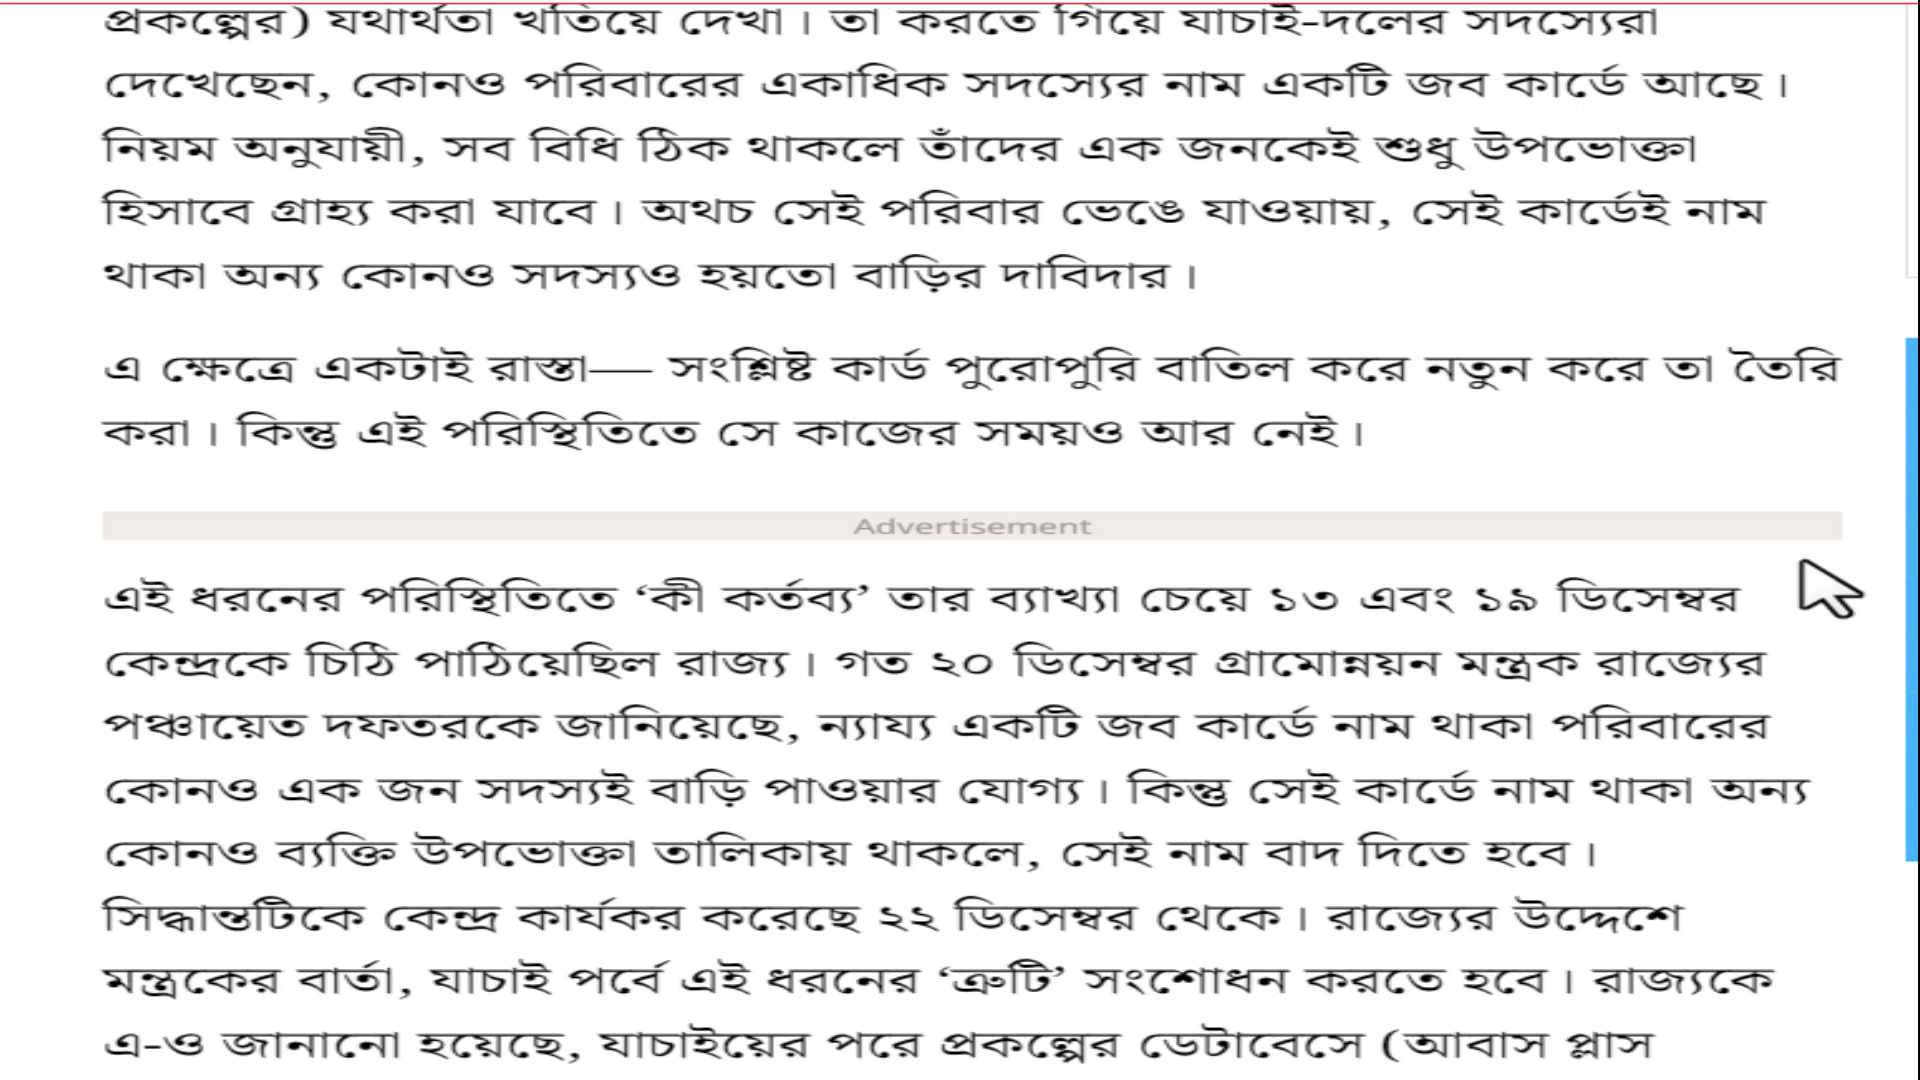 প্রকল্পের) যথার্থতা খতিয়ে দেখা। তা করতে গিয়ে যাচাই-দলের সদস্যেরা
দেখেছেন, কোনও পরিবারের একাধিক সদস্যের নাম একটি জব কার্ডে আছে।
নিয়ম অনুযায়ী, সব বিধি ঠিক থাকলে তাঁদের এক জনকেই শুধু উপভোক্তা
হিসাবে গ্রাহ্য করা যাবে। অথচ সেই পরিবার ভেঙে যাওয়ায়, সেই কার্ডেই নাম
থাকা অন্য কোনও সদস্যও হয়তো বাড়ির দাবিদার।
এ ক্ষেত্রে একটাই রাস্তা— সংশ্লিষ্ট কার্ড পুরোপুরি বাতিল করে নতুন করে তা তৈরি
করা। কিন্তু এই পরিস্থিতিতে সে কাজের সময়ও আর নেই।
Advertisement
এই ধরনের পরিস্থিতিতে ‘কী কর্তব্য’ তার ব্যাখ্যা চেয়ে ১৩ এবং ১৯ ডিসেম্বর
কেন্দ্রকে চিঠি পাঠিয়েছিল রাজ্য। গত ২০ ডিসেম্বর গ্রামোন্নয়ন মন্ত্রক রাজ্যের
পঞ্চায়েত দফতরকে জানিয়েছে, ন্যায্য একটি জব কার্ডে নাম থাকা পরিবারের
কোনও এক জন সদস্যই বাড়ি পাওয়ার যোগ্য। কিন্তু সেই কার্ডে নাম থাকা অন্য
কোনও ব্যক্তি উপভোক্তা তালিকায় থাকলে, সেই নাম বাদ দিতে হবে।
সিদ্ধান্তটিকে কেন্দ্র কার্যকর করেছে ২২ ডিসেম্বর থেকে। রাজ্যের উদ্দেশে
মন্ত্রকের বার্তা, যাচাই পর্বে এই ধরনের ‘ত্রুটি’ সংশোধন করতে হবে। রাজ্যকে
এ-ও জানানো হয়েছে, যাচাইয়ের পরে প্রকল্পের ডেটাবেসে (আবাস প্লাস